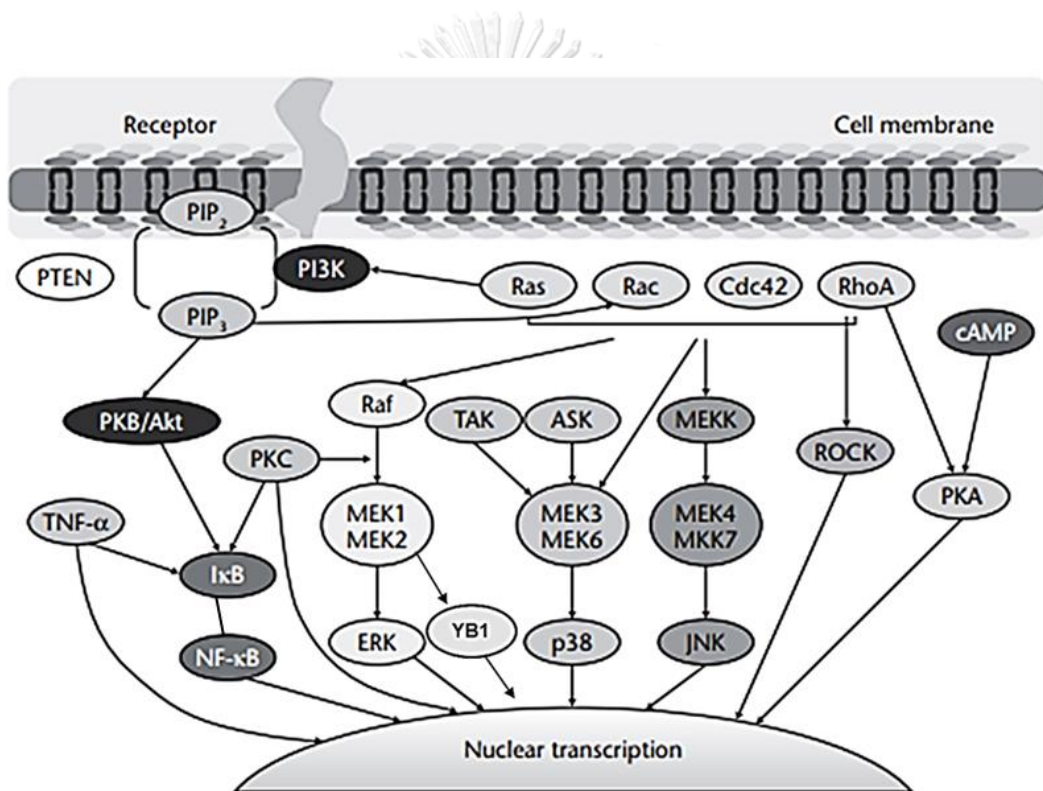 Receptor
Cell membrane
PIP2
PTEN
PI3K
Ras
Rac
Cdc42
RhoA
PIP3
cAMP
Raf
PKB/Akt
TAK
ASK
MEKK
PKC
ROCK
PKA
TNF-α
MEK1
MEK2
MEK3
MEK6
MEK4
MKK7
IκB
YB1
ERK
p38
JNK
NF-κB
Nuclear transcription